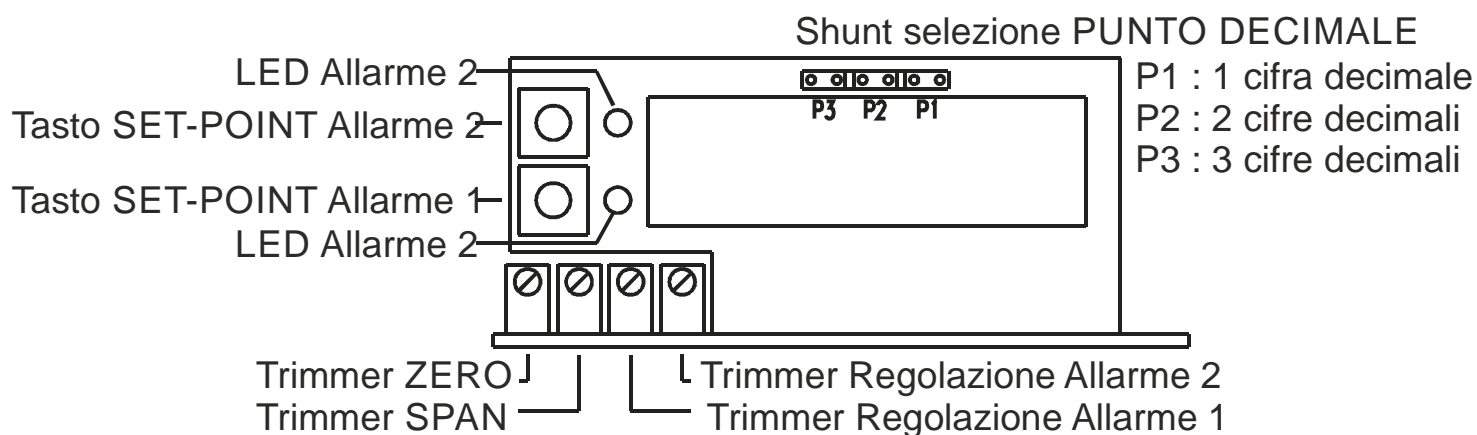 Shunt selezione PUNTO DECIMALE
LED Allarme 2
P1 : 1 cifra decimale
P3 P2 P1
Tasto SET-POINT Allarme 2
P2 : 2 cifre decimali
P3 : 3 cifre decimali
Tasto SET-POINT Allarme 1
LED Allarme 2
Trimmer ZERO
Trimmer Regolazione Allarme 2
Trimmer SPAN
Trimmer Regolazione Allarme 1